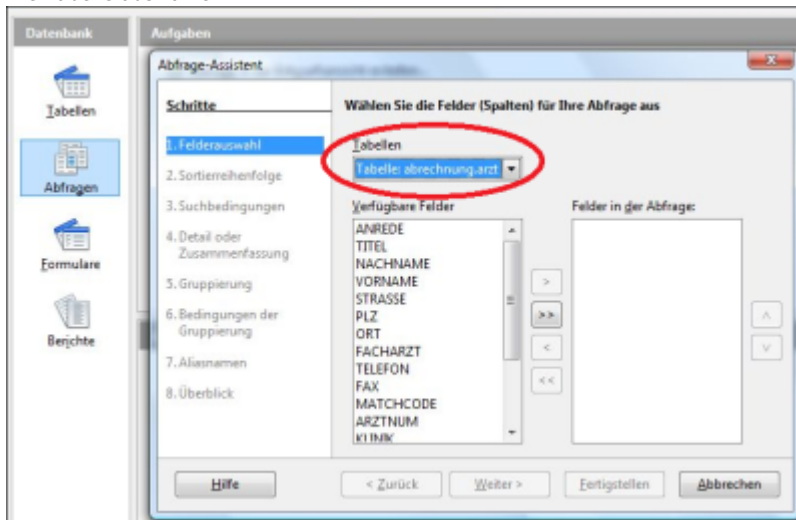 Datenbank
Aufgaben
Tabellen
Abfragen
Formulare
Berichte
Abfrage-Assistent
Schritte
1. Felderauswahl
2. Sortierreihenfolge
3. Suchbedingungen
4. Detail oder
Zusammenfassung
5. Gruppierung
6. Bedingungen der
Gruppierung
7. Aliasnamen
8. Überblick
Wählen Sie die Felder (Spalten) für Ihre Abfrage aus
Tabellen
Tabelle: abrechnung.arzt
Verfügbare Felder
ANREDE
TITEL
NACHNAME
VORNAME
STRASSE
PLZ
ORT
FACHARZT
TELEFON
FAX
MATCHCODE
ARZTNUM
KLINIK
>
>>
<
<<
Felder in der Abfrage:
Hilfe
< Zurück
Weiter >
Fertigstellen
Abbrechen